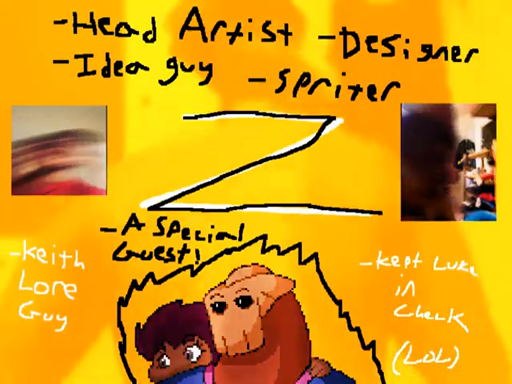 -Head Artist -Designer
-Idea guy -Spriter
Z
-A Special
Guest!
-Keith
Lore
Guy
-Kept Luke
in
Check
(LOL)